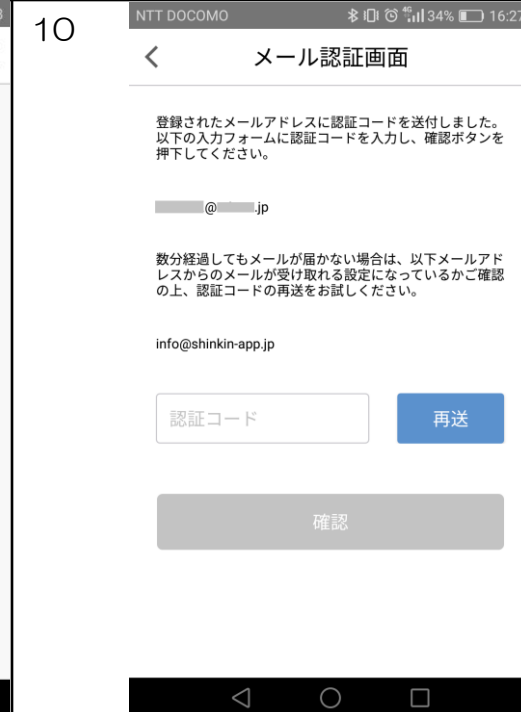 10
NTT DOCOMO 4G 34% 16:27
メール認証画面
登録されたメールアドレスに認証コードを送付しました。
以下の入力フォームに認証コードを入力し、確認ボタンを
押下してください。
@ .jp
数分経過してもメールが届かない場合は、以下メールアド
レスからのメールが受け取れる設定になっているかご確認
の上、認証コードの再送をお試しください。
info@shinkin-app.jp
認証コード
再送
確認